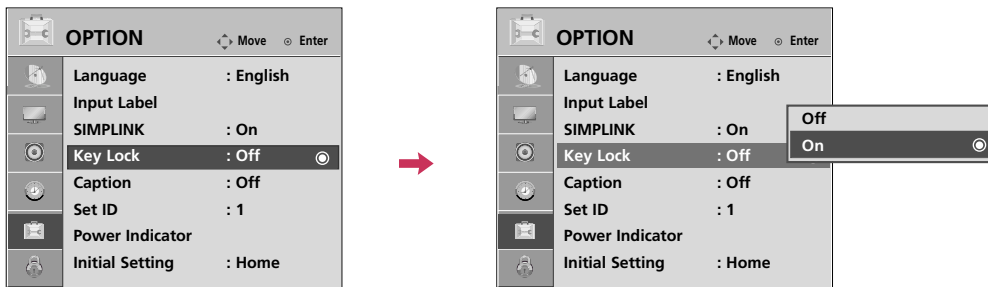 OPTION Move Enter
Language : English
Input Label
SIMPLINK : On
Key Lock : Off
Caption : Off
Set ID : 1
Power Indicator
Initial Setting : Home
OPTION Move Enter
Language : English
Input Label
SIMPLINK : On
Key Lock : Off
Caption : Off
Set ID : 1
Power Indicator
Initial Setting : Home
Off
On